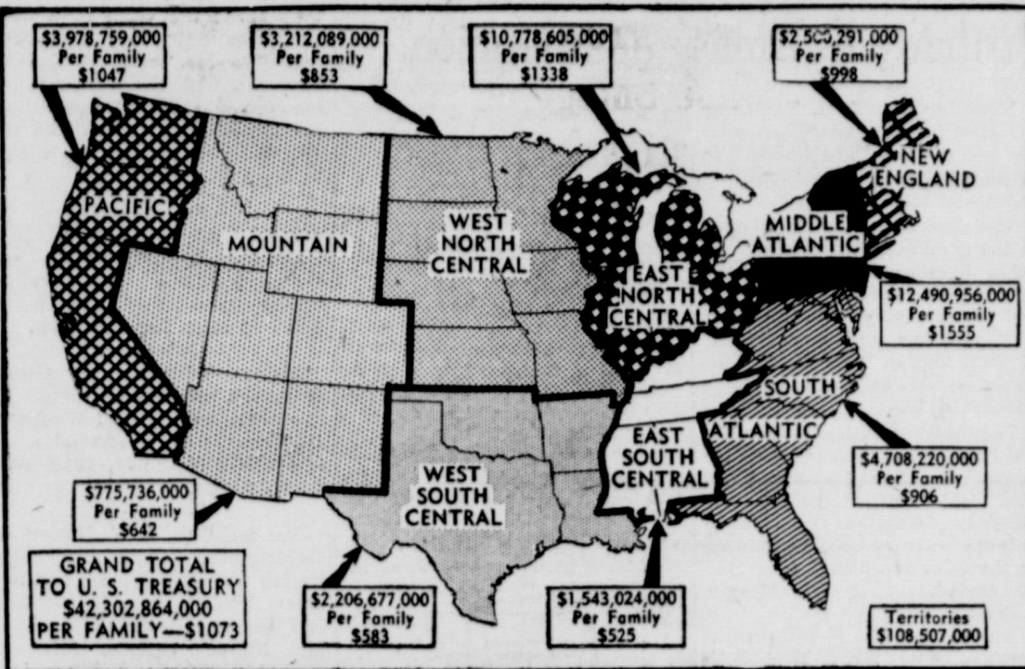 $3,978,759,000
Per Family
$1047
$3,212,089,000
Per Family
$853
$10,778,605,000
Per Family
$1338
$2,500,291,000
Per Family
$998
NEW
ENGLAND
PACIFIC
MOUNTAIN
WEST
NORTH
CENTRAL
EAST
NORTH
CENTRAL
MIDDLE
ATLANTIC
$12,490,956,000
Per Family
$1555
SOUTH
ATLANTIC
EAST
SOUTH
CENTRAL
WEST
SOUTH
CENTRAL
$4,708,220,000
Per Family
$906
$775,736,000
Per Family
$642
GRAND TOTAL
TO U. S. TREASURY
$42,302,864,000
PER FAMILY—$1073
$2,206,677,000
Per Family
$583
$1,543,024,000
Per Family
$525
Territories
$108,507,000